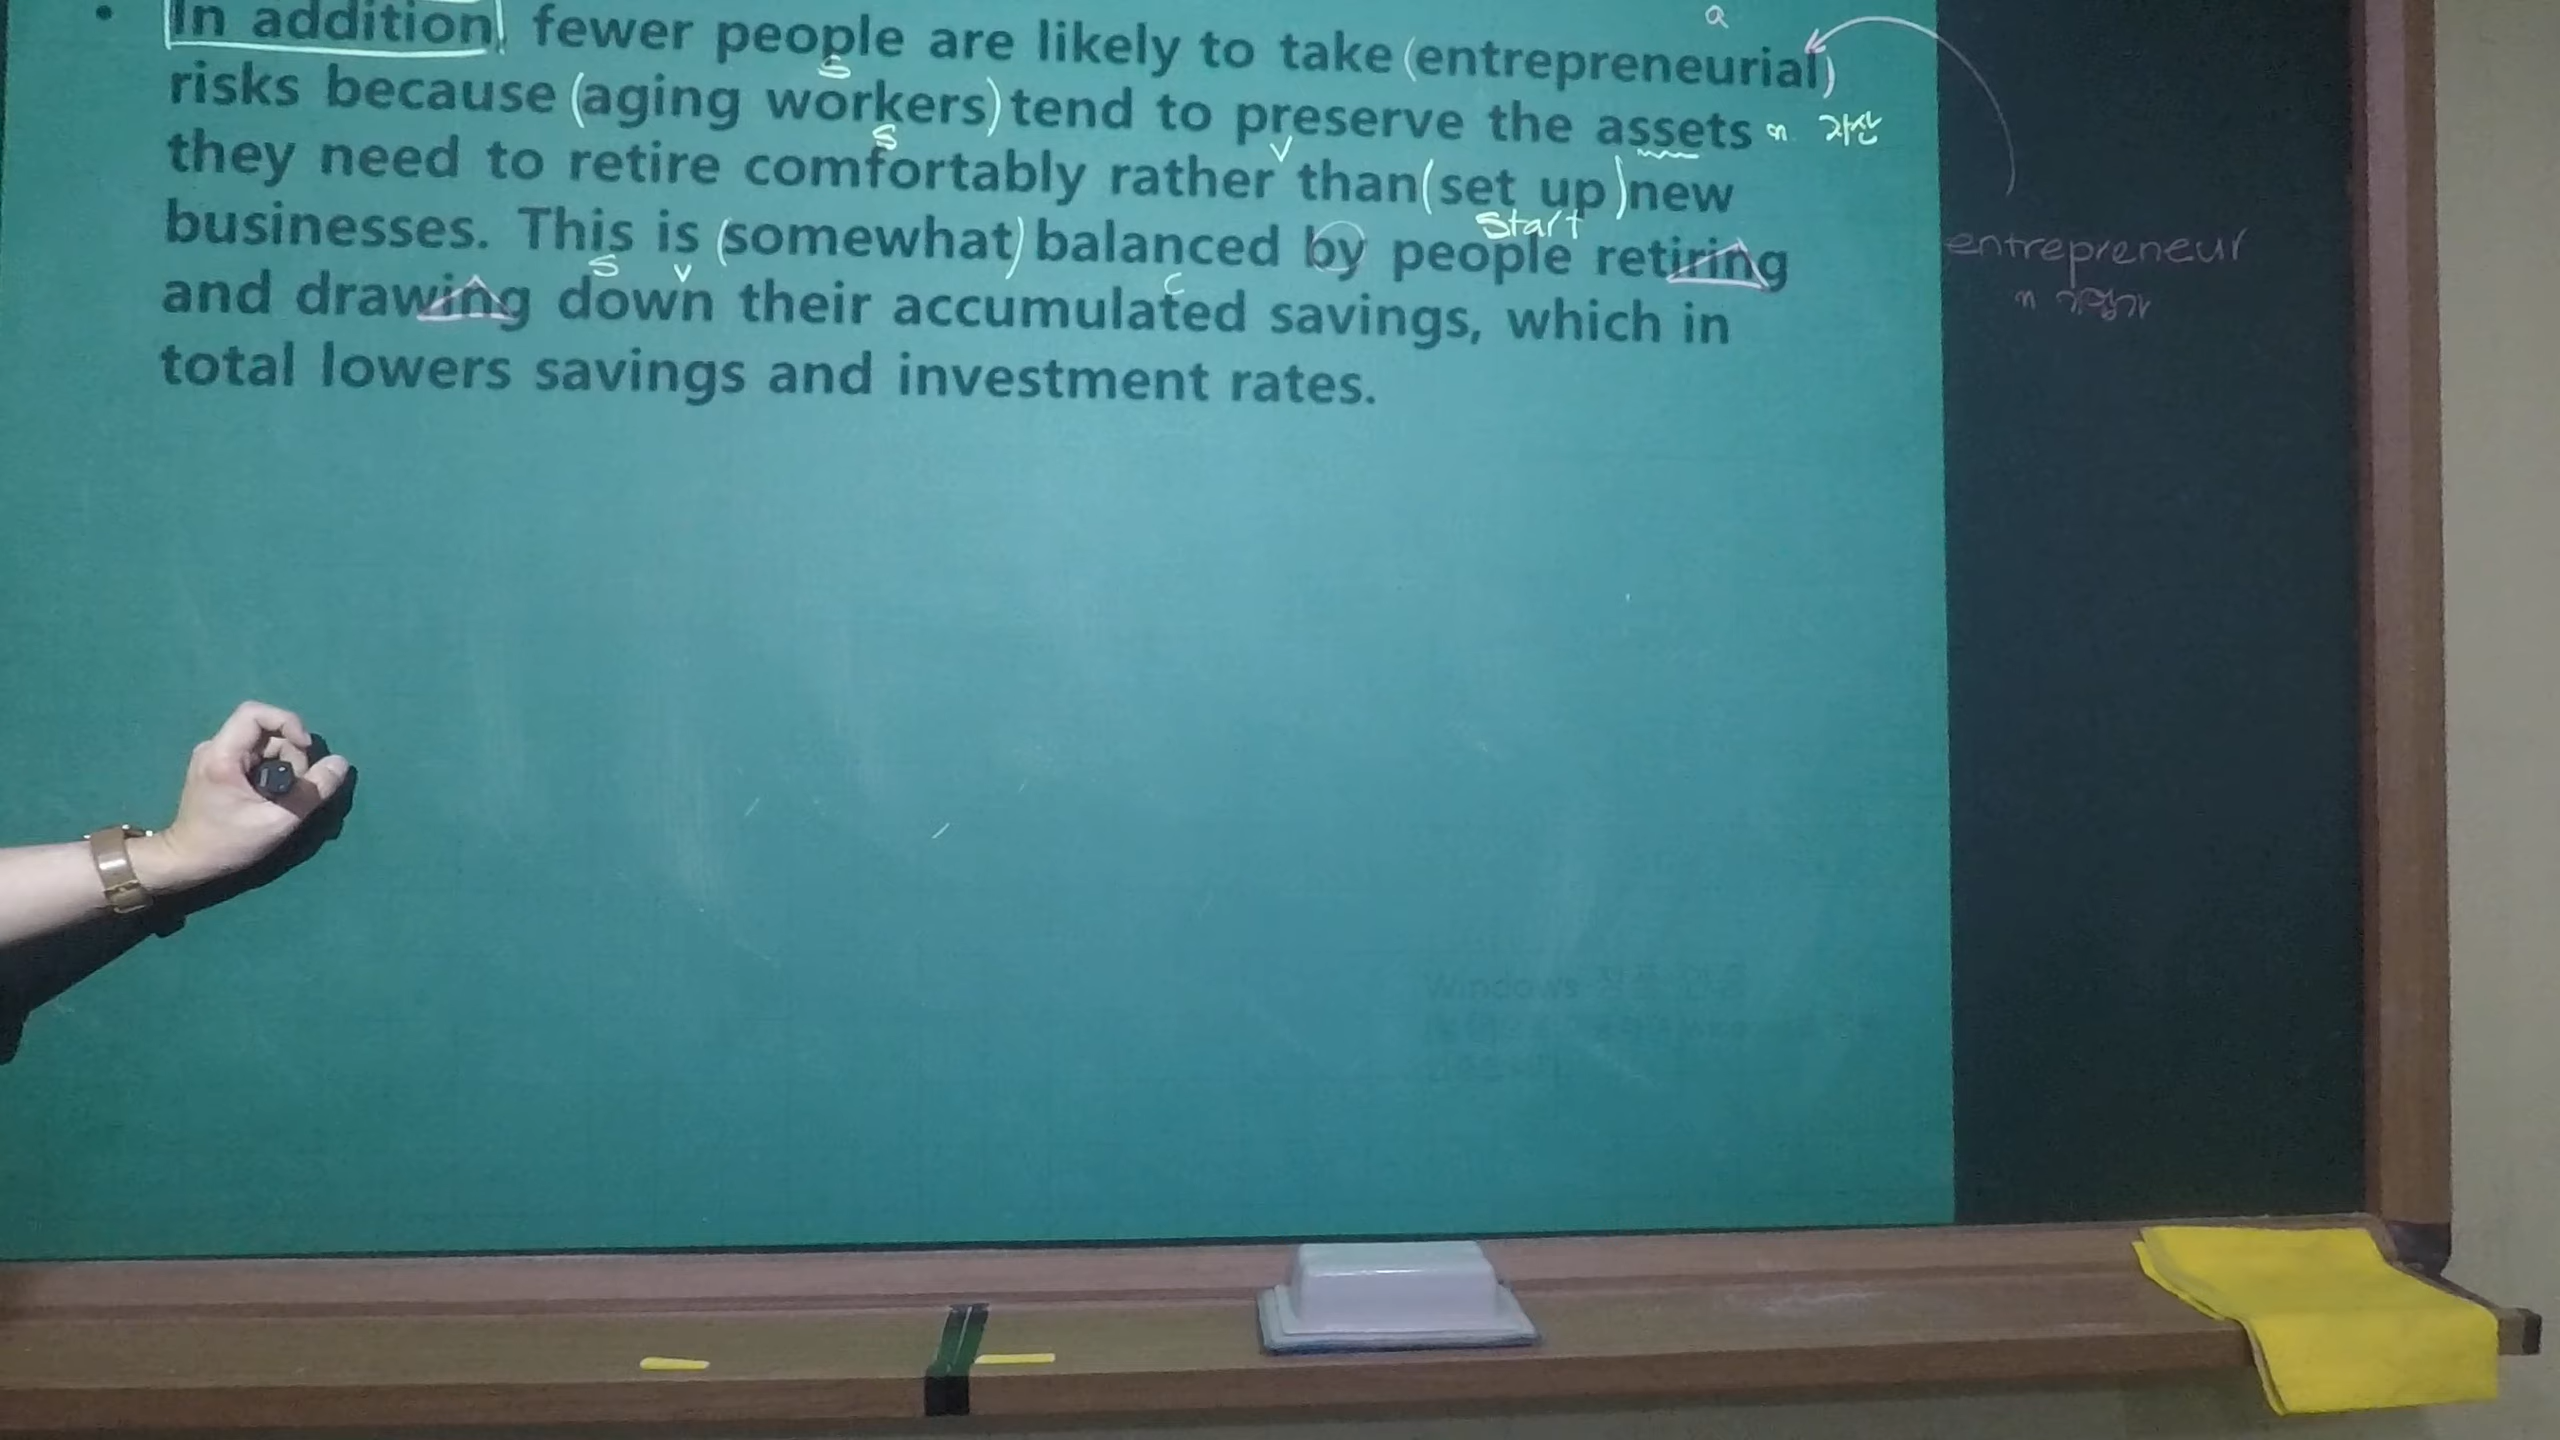 • In addition, fewer people are likely to take (entrepreneurial)
a
risks because (aging workers) tend to preserve the assets n 자산
s
they need to retire comfortably rather than (set up) new
s v
businesses. This is (somewhat) balanced by people retiring
start
entrepreneur
and drawing down their accumulated savings, which in
s v c
n
total lowers savings and investment rates.
Windows